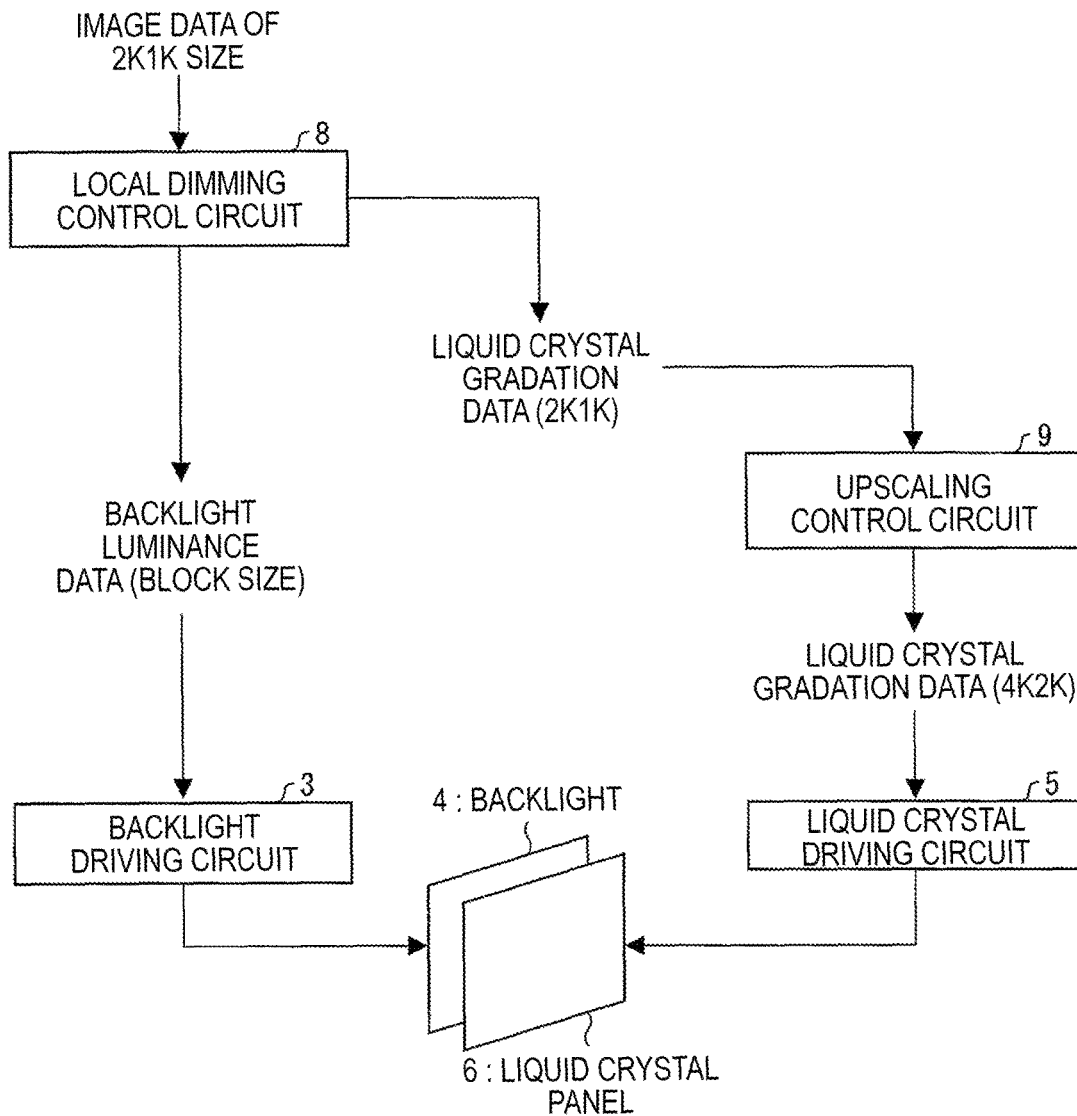 IMAGE DATA OF
2K1K SIZE
8
LOCAL DIMMING
CONTROL CIRCUIT
LIQUID CRYSTAL
GRADATION
DATA (2K1K)
9
UPSCALING
CONTROL CIRCUIT
BACKLIGHT
LUMINANCE
DATA (BLOCK SIZE)
LIQUID CRYSTAL
GRADATION DATA (4K2K)
3
BACKLIGHT
DRIVING CIRCUIT
4 : BACKLIGHT
5
LIQUID CRYSTAL
DRIVING CIRCUIT
6 : LIQUID CRYSTAL
PANEL